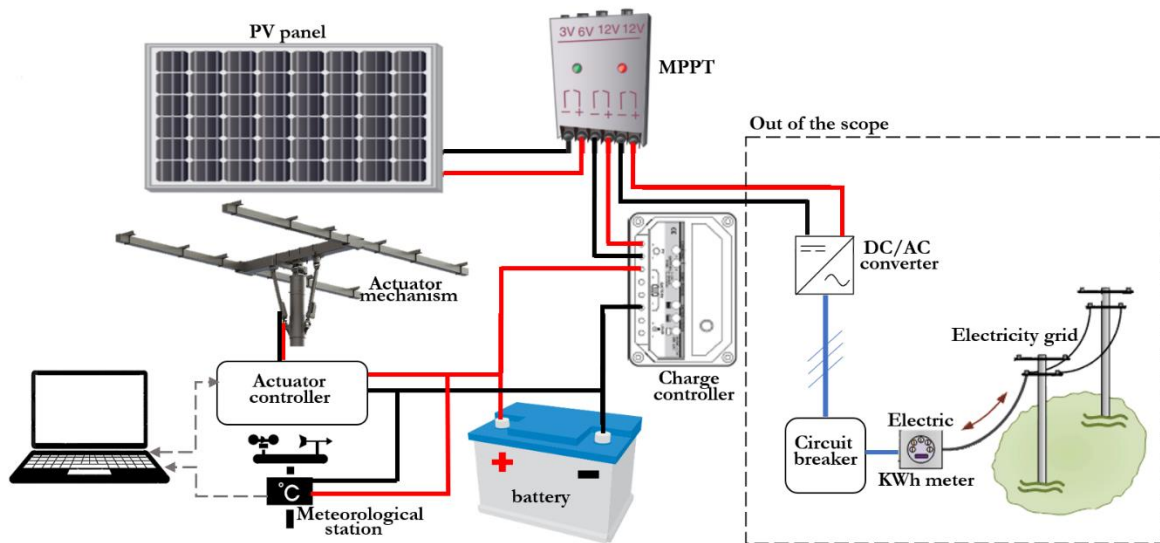 PV panel
3V 6V 12V 12V
MPPT
- + - + - +
Out of the scope
DC/AC
converter
Actuator
mechanism
Electricity grid
Actuator
controller
Charge
controller
Electric
Circuit
breaker
KWh meter
+ -
battery
°C
Meteorological
station